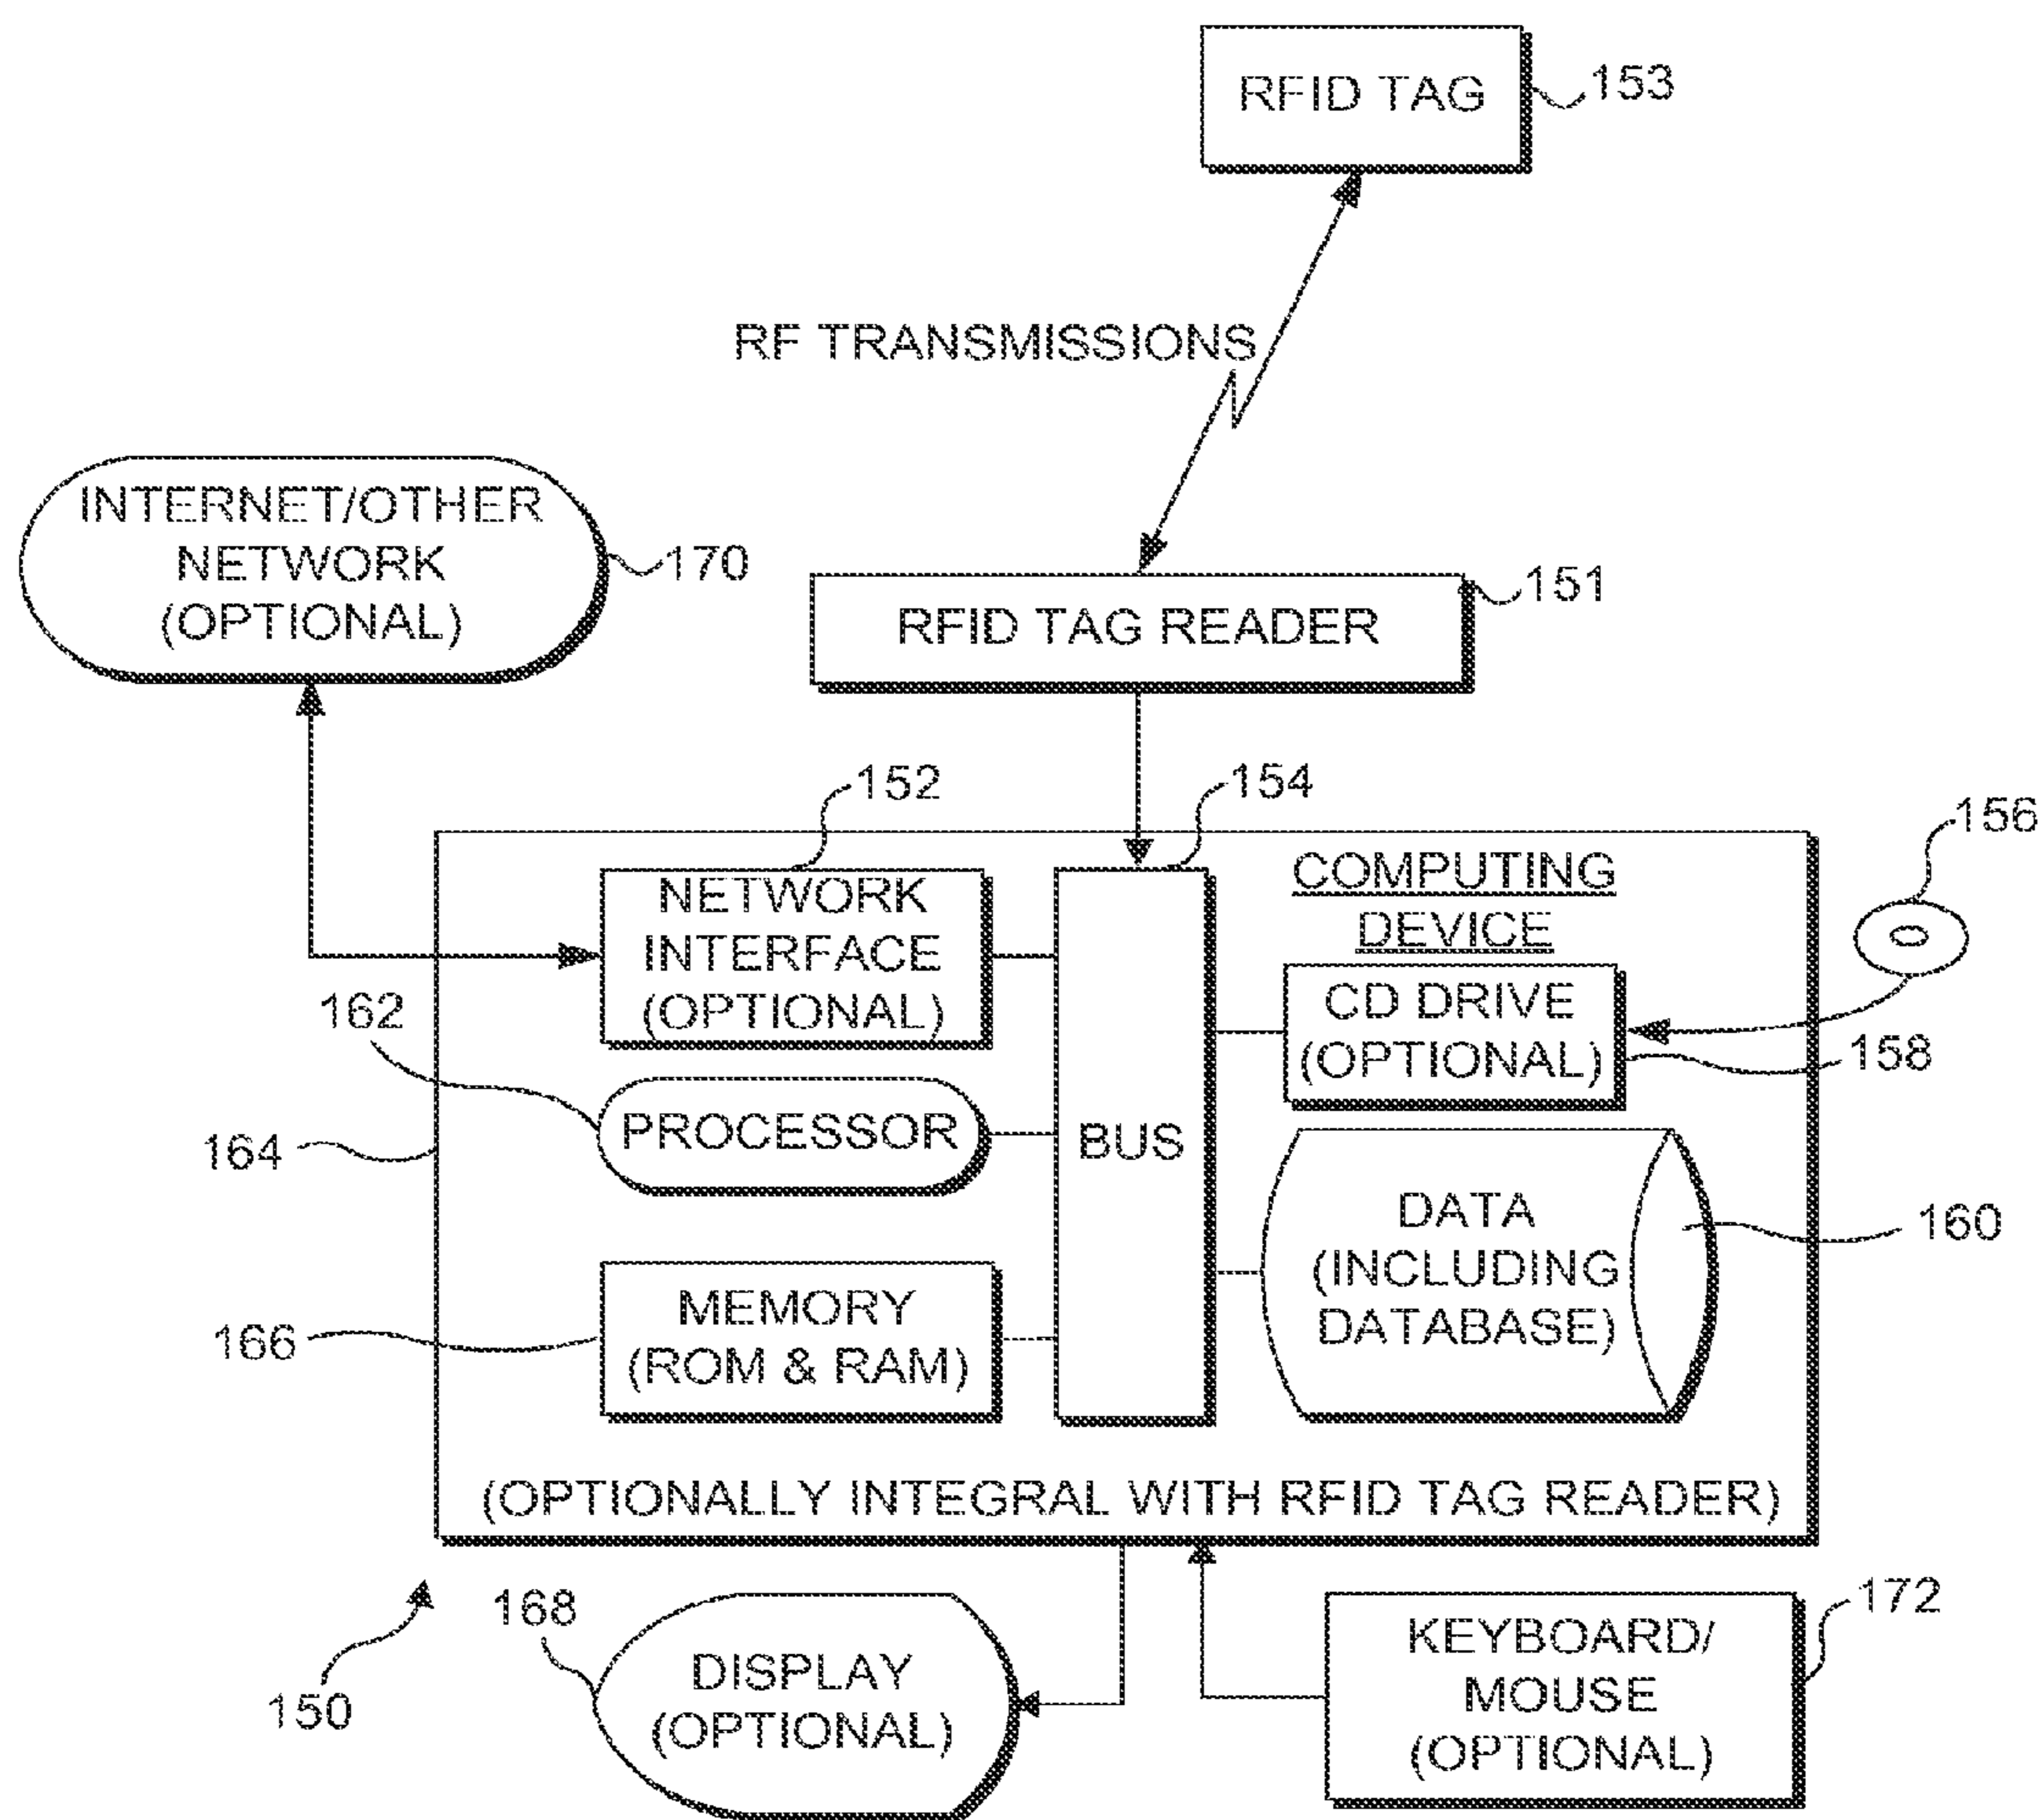 RFID TAG
153
RF TRANSMISSIONS
INTERNET/OTHER
NETWORK
(OPTIONAL)
170
RFID TAG READER
151
152
154
156
NETWORK
INTERFACE
(OPTIONAL)
COMPUTING
DEVICE
CD DRIVE
(OPTIONAL)
158
162
PROCESSOR
BUS
164
DATA
(INCLUDING
DATABASE)
160
MEMORY
(ROM & RAM)
166
(OPTIONALLY INTEGRAL WITH RFID TAG READER)
150
168
DISPLAY
(OPTIONAL)
KEYBOARD/
MOUSE
(OPTIONAL)
172